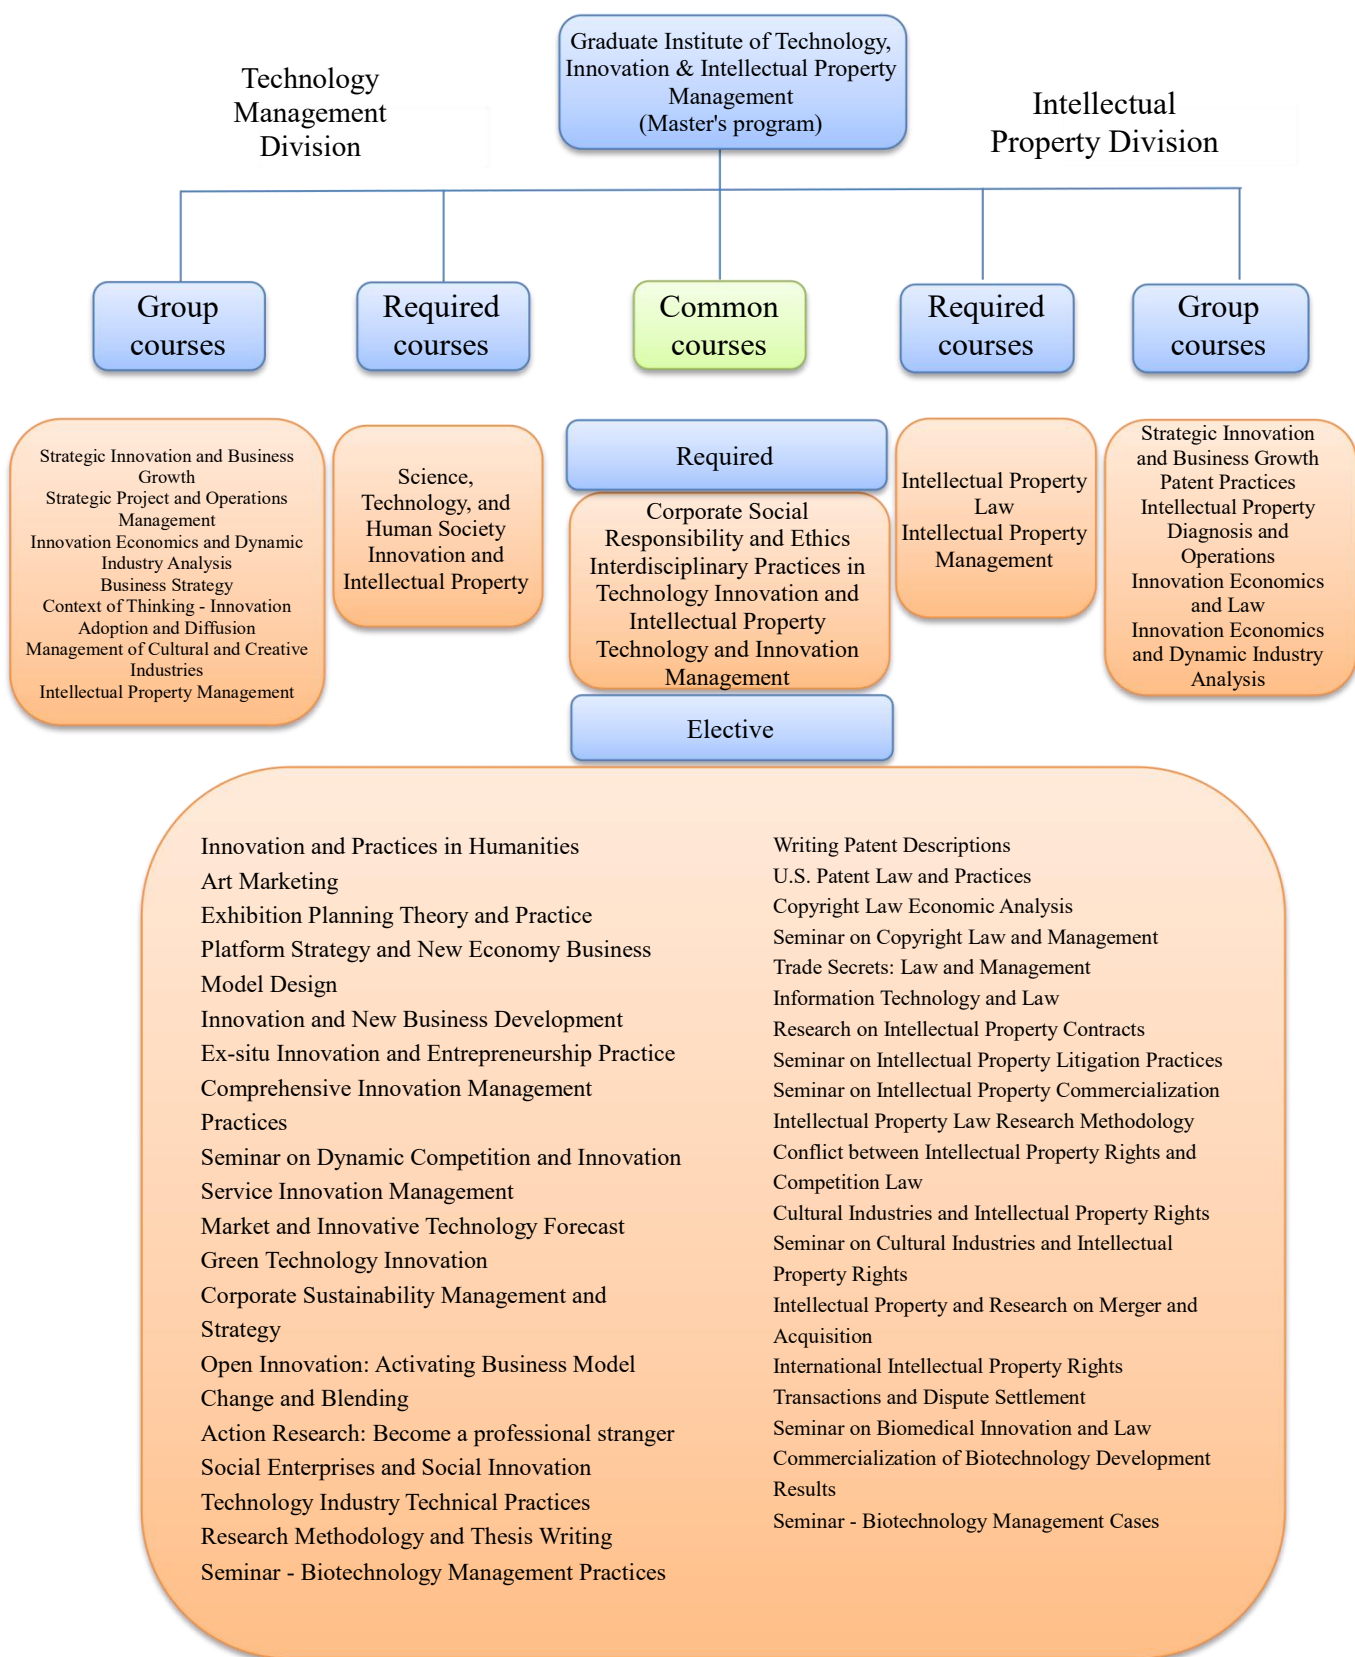 Graduate Institute of Technology,
Innovation & Intellectual Property
Management
(Master's program)
Technology
Management
Division
Intellectual
Property Division
Group
courses
Required
courses
Common
courses
Required
courses
Group
courses
Strategic Innovation and Business
Growth
Strategic Project and Operations
Management
Innovation Economics and Dynamic
Industry Analysis
Business Strategy
Context of Thinking - Innovation
Adoption and Diffusion
Management of Cultural and Creative
Industries
Intellectual Property Management
Science,
Technology, and
Human Society
Innovation and
Intellectual Property
Required
Corporate Social
Responsibility and Ethics
Interdisciplinary Practices in
Technology Innovation and
Intellectual Property
Technology and Innovation
Management
Intellectual Property
Law
Intellectual Property
Management
Strategic Innovation
and Business Growth
Patent Practices
Intellectual Property
Diagnosis and
Operations
Innovation Economics
and Law
Innovation Economics
and Dynamic Industry
Analysis
Elective
Innovation and Practices in Humanities
Art Marketing
Exhibition Planning Theory and Practice
Platform Strategy and New Economy Business
Model Design
Innovation and New Business Development
Ex-situ Innovation and Entrepreneurship Practice
Comprehensive Innovation Management
Practices
Seminar on Dynamic Competition and Innovation
Service Innovation Management
Market and Innovative Technology Forecast
Green Technology Innovation
Corporate Sustainability Management and
Strategy
Open Innovation: Activating Business Model
Change and Blending
Action Research: Become a professional stranger
Social Enterprises and Social Innovation
Technology Industry Technical Practices
Research Methodology and Thesis Writing
Seminar - Biotechnology Management Practices
Writing Patent Descriptions
U.S. Patent Law and Practices
Copyright Law Economic Analysis
Seminar on Copyright Law and Management
Trade Secrets: Law and Management
Information Technology and Law
Research on Intellectual Property Contracts
Seminar on Intellectual Property Litigation Practices
Seminar on Intellectual Property Commercialization
Intellectual Property Law Research Methodology
Conflict between Intellectual Property Rights and
Competition Law
Cultural Industries and Intellectual Property Rights
Seminar on Cultural Industries and Intellectual
Property Rights
Intellectual Property and Research on Merger and
Acquisition
International Intellectual Property Rights
Transactions and Dispute Settlement
Seminar on Biomedical Innovation and Law
Commercialization of Biotechnology Development
Results
Seminar - Biotechnology Management Cases